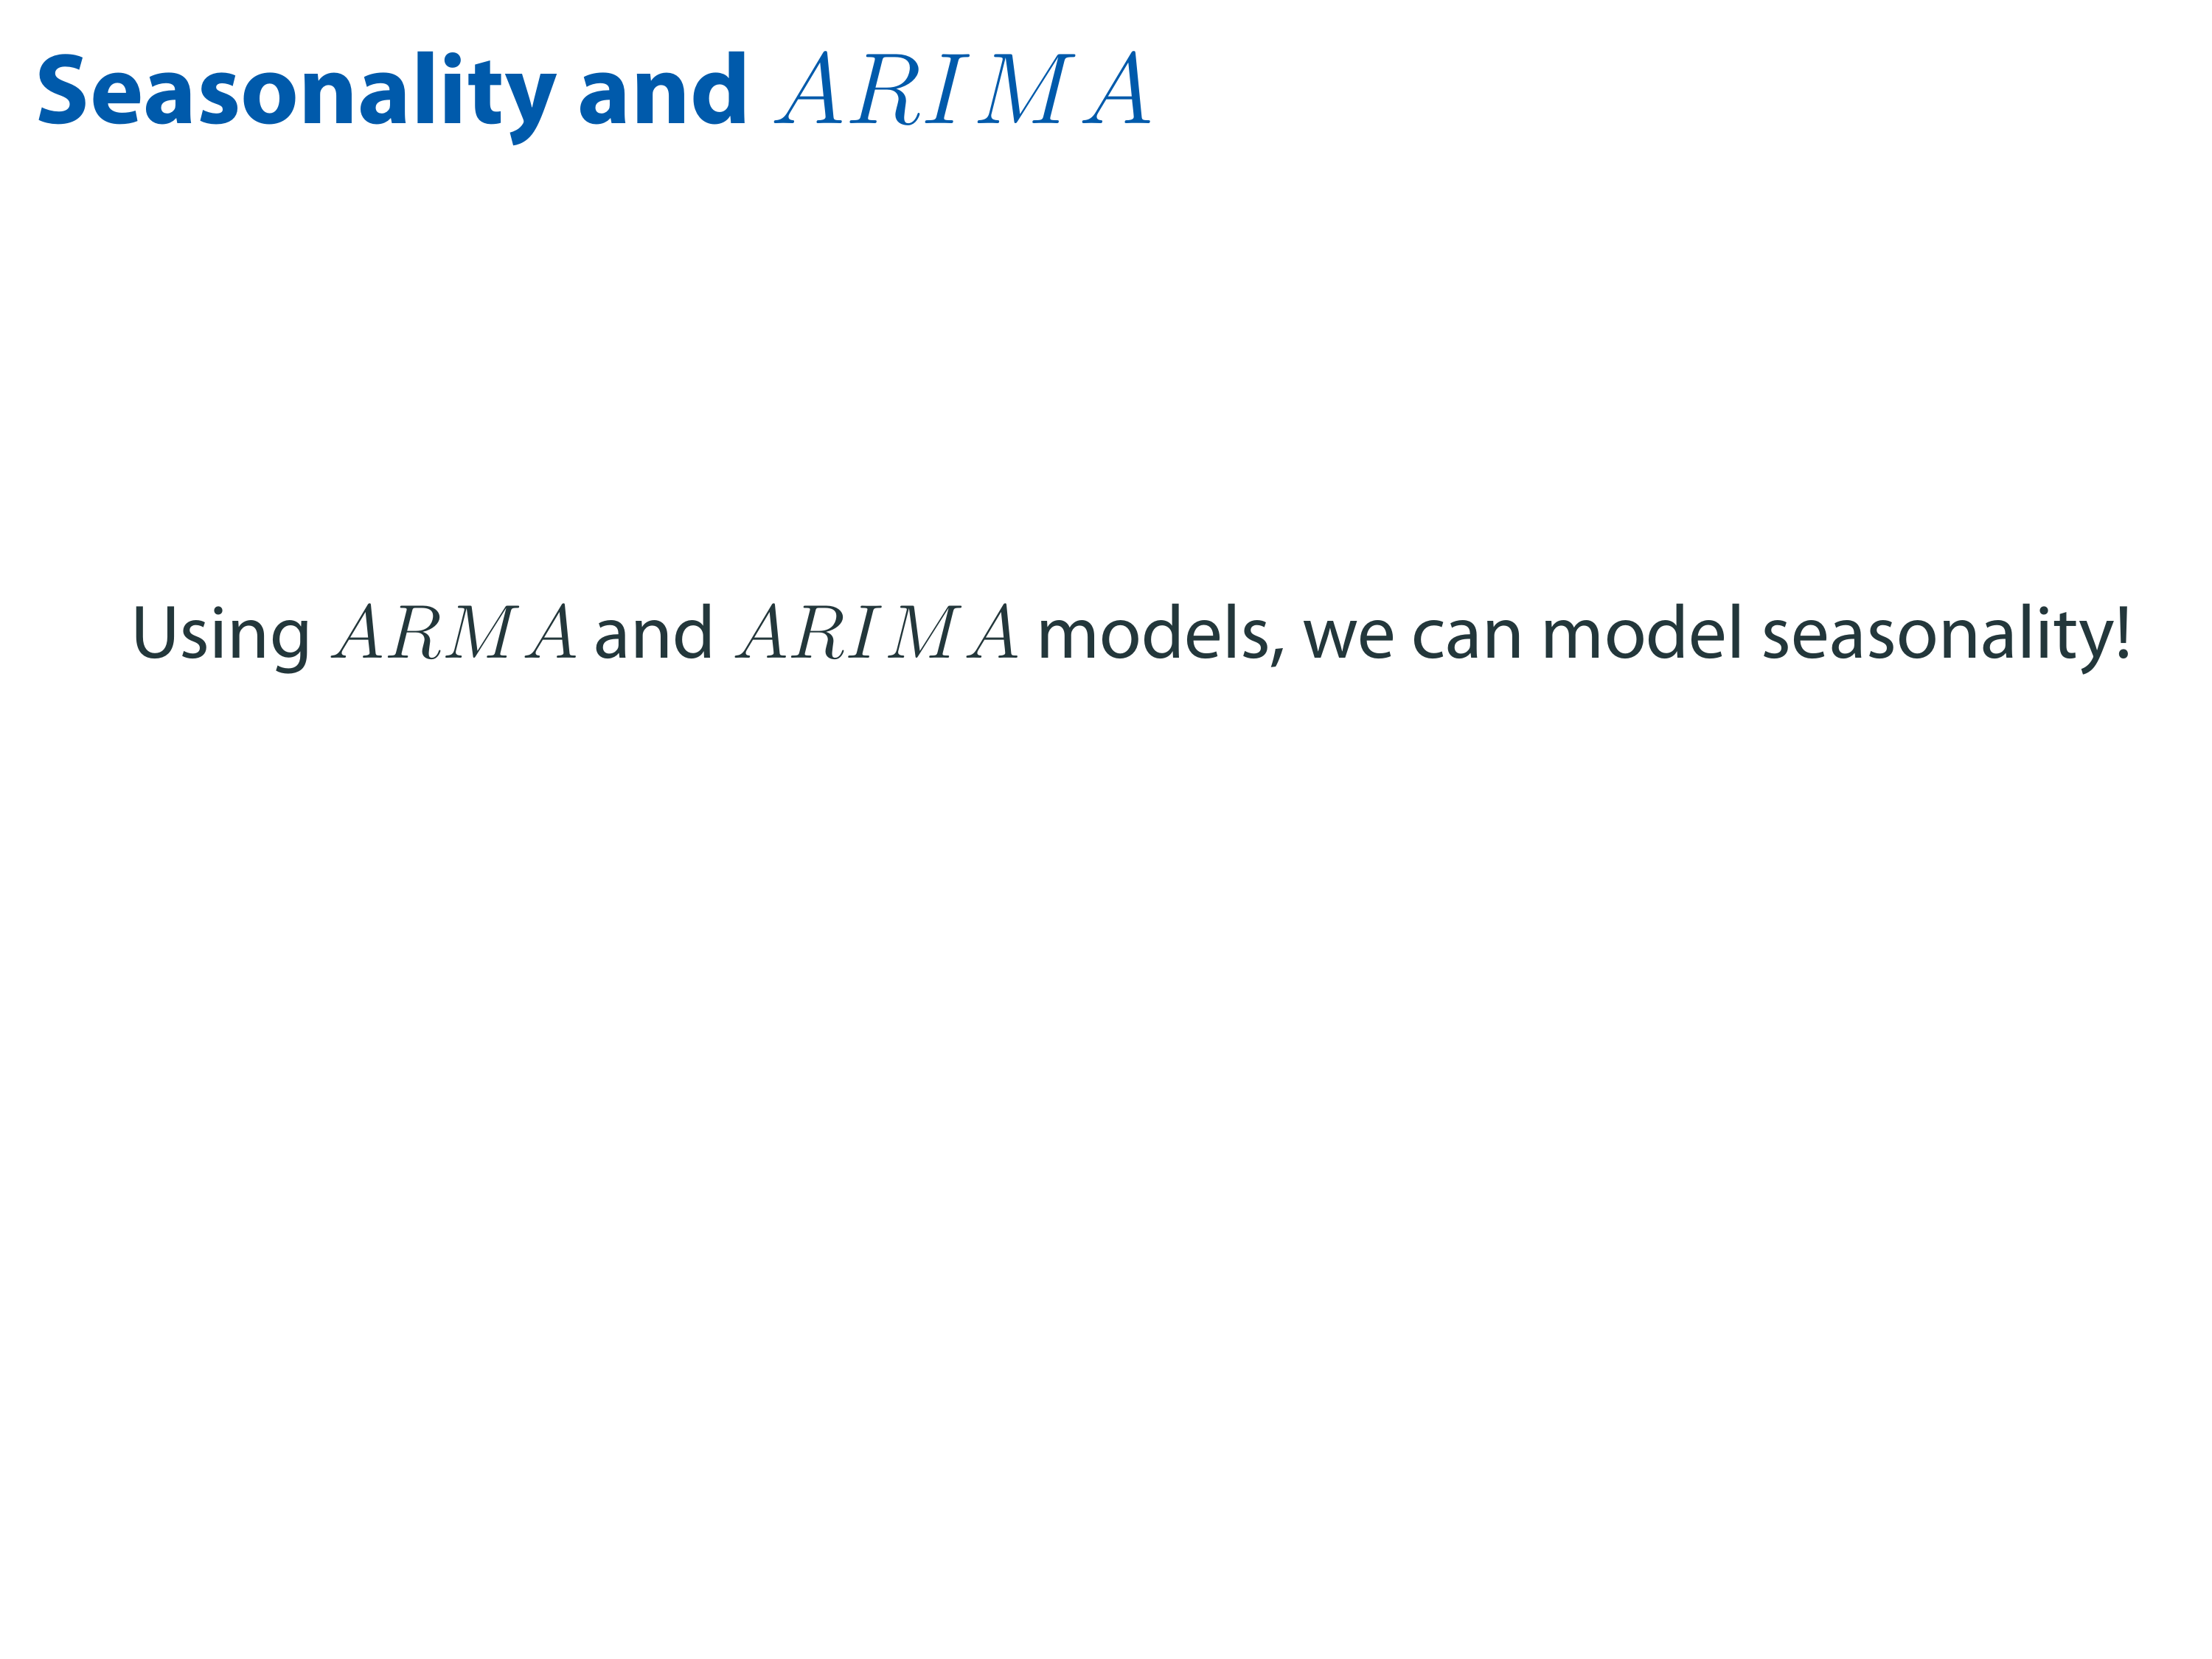 Seasonality and ARIMA
Using ARMA and ARIMA models, we can model seasonality!